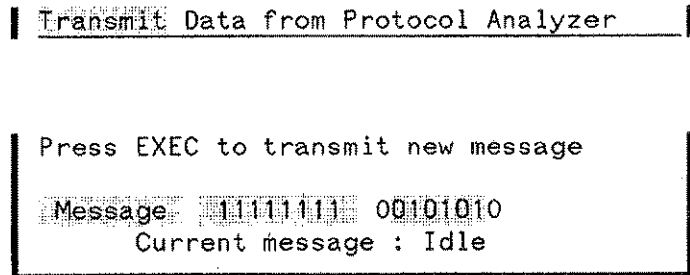 Transmit Data from Protocol Analyzer
Press EXEC to transmit new message
Message 11111111 00101010
Current message : Idle